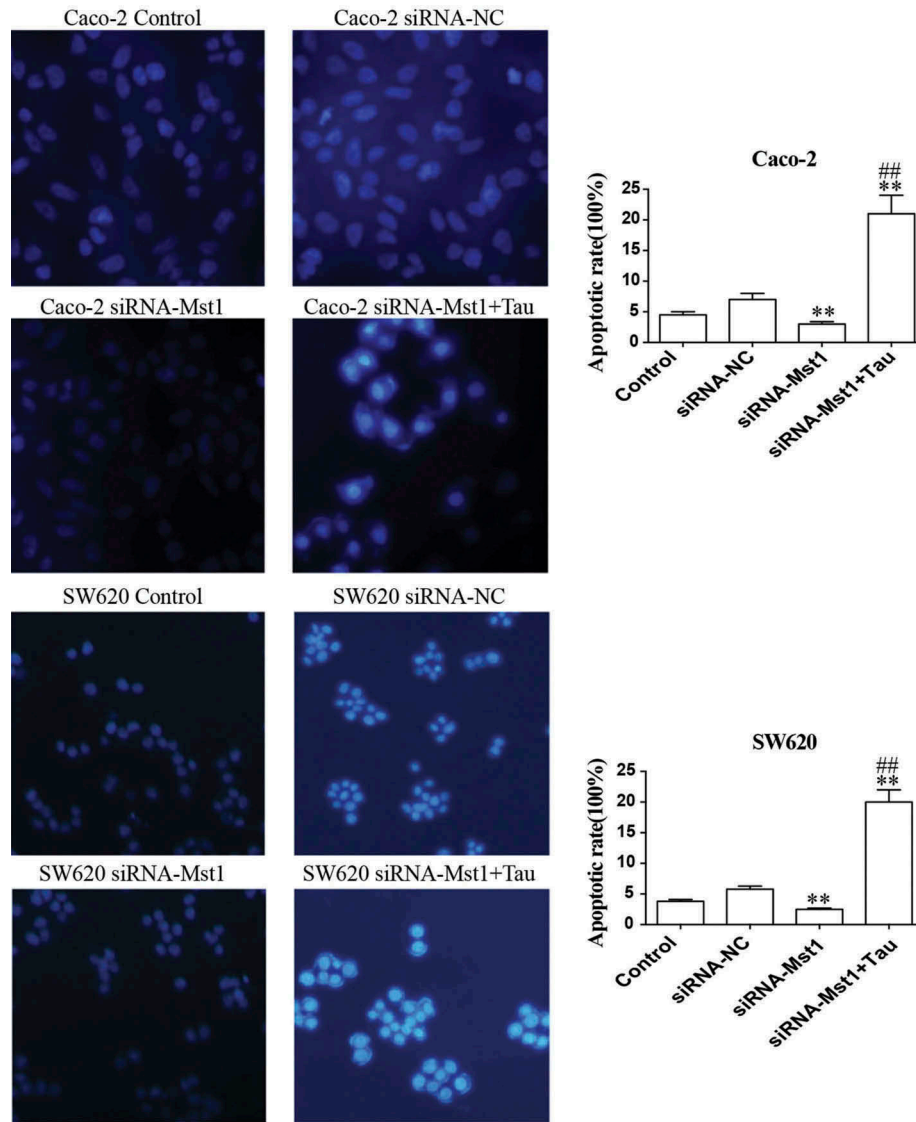 Caco-2 Control
Caco-2 siRNA-NC
Caco-2 siRNA-Mst1
Caco-2 siRNA-Mst1+Tau
SW620 Control
SW620 siRNA-NC
SW620 siRNA-Mst1
SW620 siRNA-Mst1+Tau
Caco-2
Apoptotic rate(100%)
25
20
15
10
5
0
**
##
**
Control
siRNA-NC
siRNA-Mst1
siRNA-Mst1+Tau
SW620
Apoptotic rate(100%)
25
20
15
10
5
0
**
##
**
Control
siRNA-NC
siRNA-Mst1
siRNA-Mst1+Tau